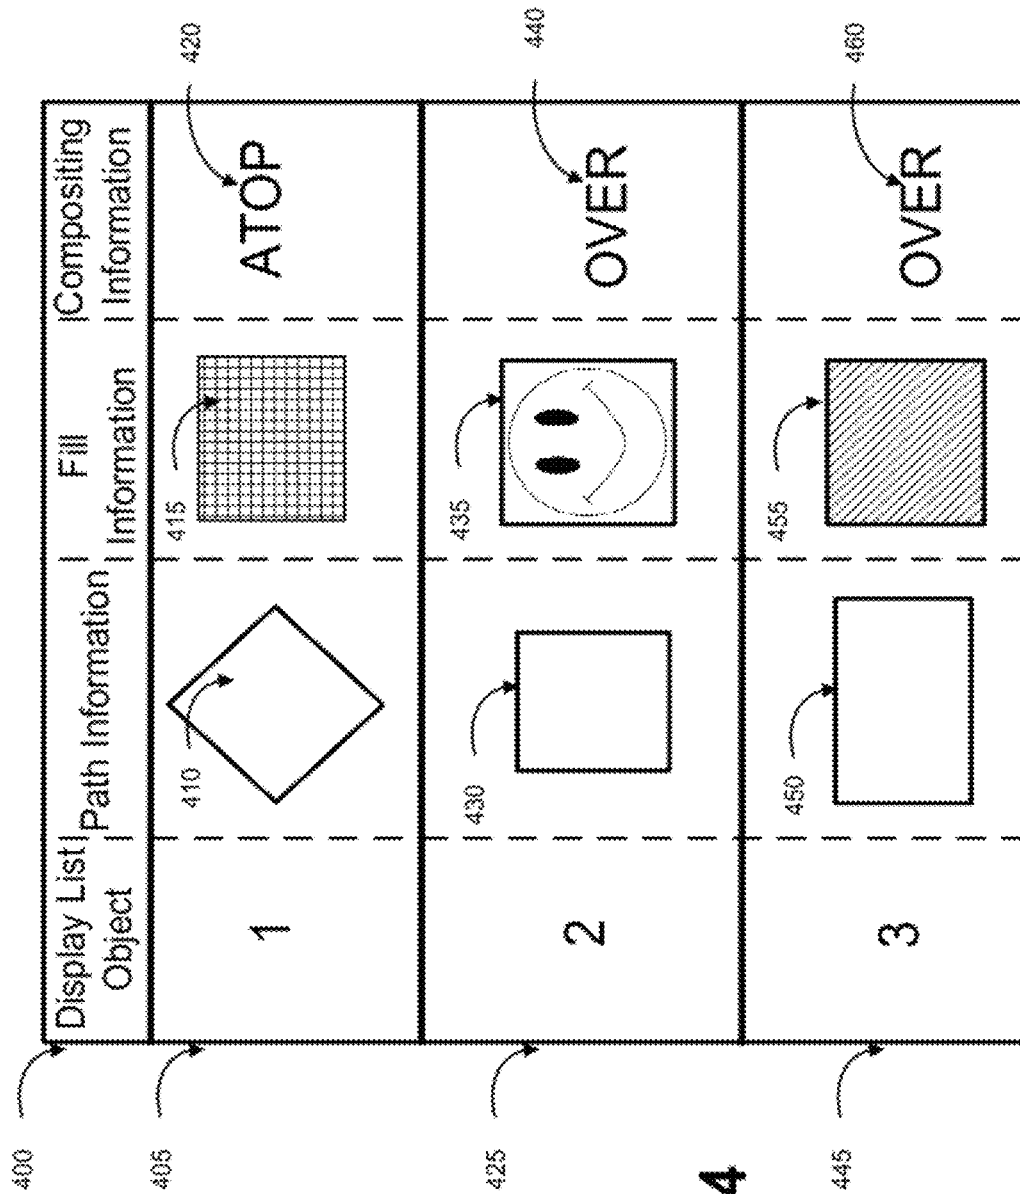 400
Display List
Object
Path Information
Fill
Information
Compositing
Information
405
1
410
415
ATOP
420
425
2
430
435
OVER
440
445
3
450
455
OVER
460
4